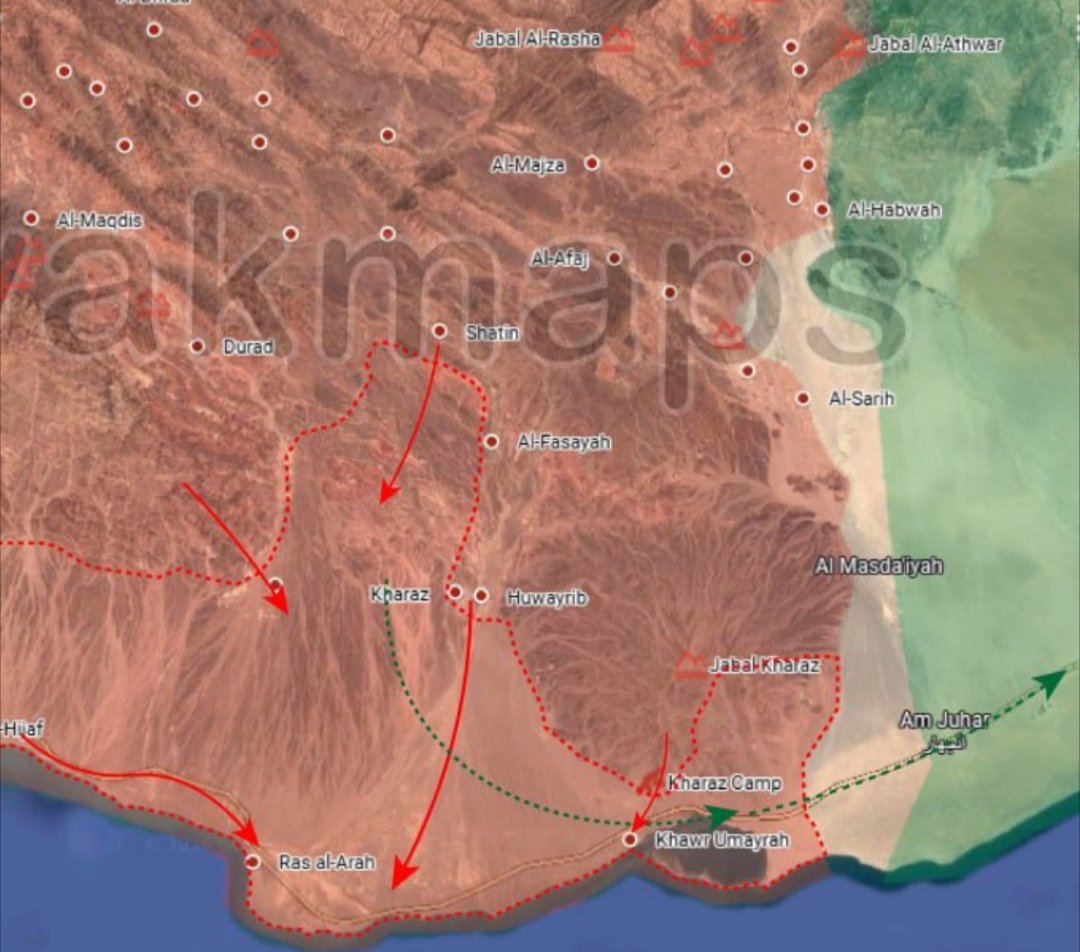 Jabal Al-Rasha
Jabal Al-Athwar
Al-Majza
Al-Maqdis
Al-Habwah
akmaps
Al-Afaj
Shatin
Durad
Al-Sarih
Al-Fasayah
Al Masda'iyah
Kharaz
Huwayrib
Jabal Kharaz
Am Juhar
-Hijaf
Kharaz Camp
Khawr Umayrah
Ras al-Arah